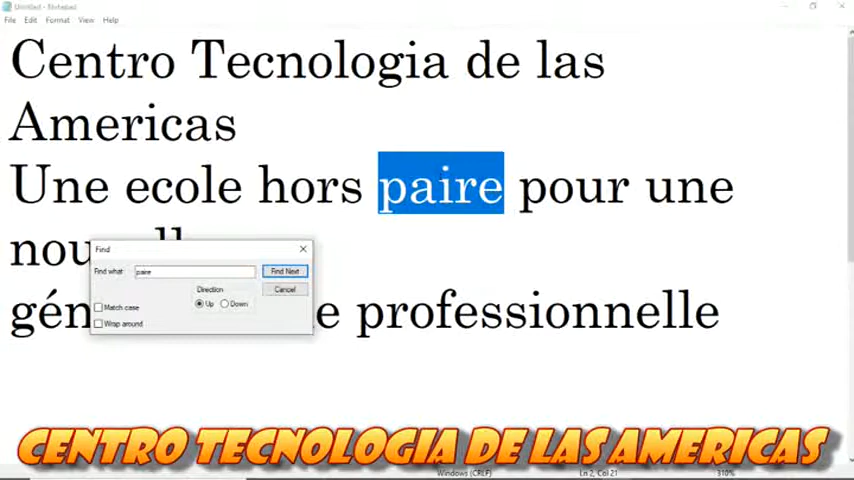 Untitled - Notepad
File Edit Format View Help
Centro Tecnologia de las
Americas
Une ecole hors paire pour une
nou
gén e professionnelle
Find
Find what: paire Find Next
Direction Cancel
Up Down
Match case
Wrap around
CENTRO TECNOLOGIA DE LAS AMERICAS
Windows (CRLF) Ln 2, Col 21 310%